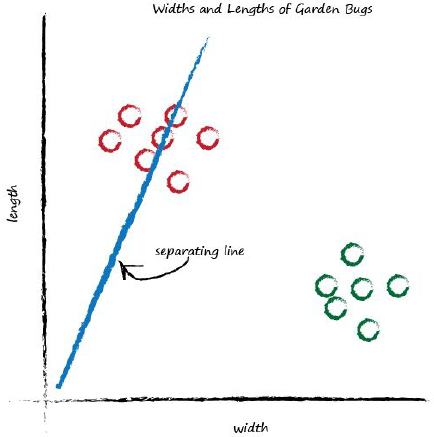 Widths and Lengths of Garden Bugs
length
separating line
width